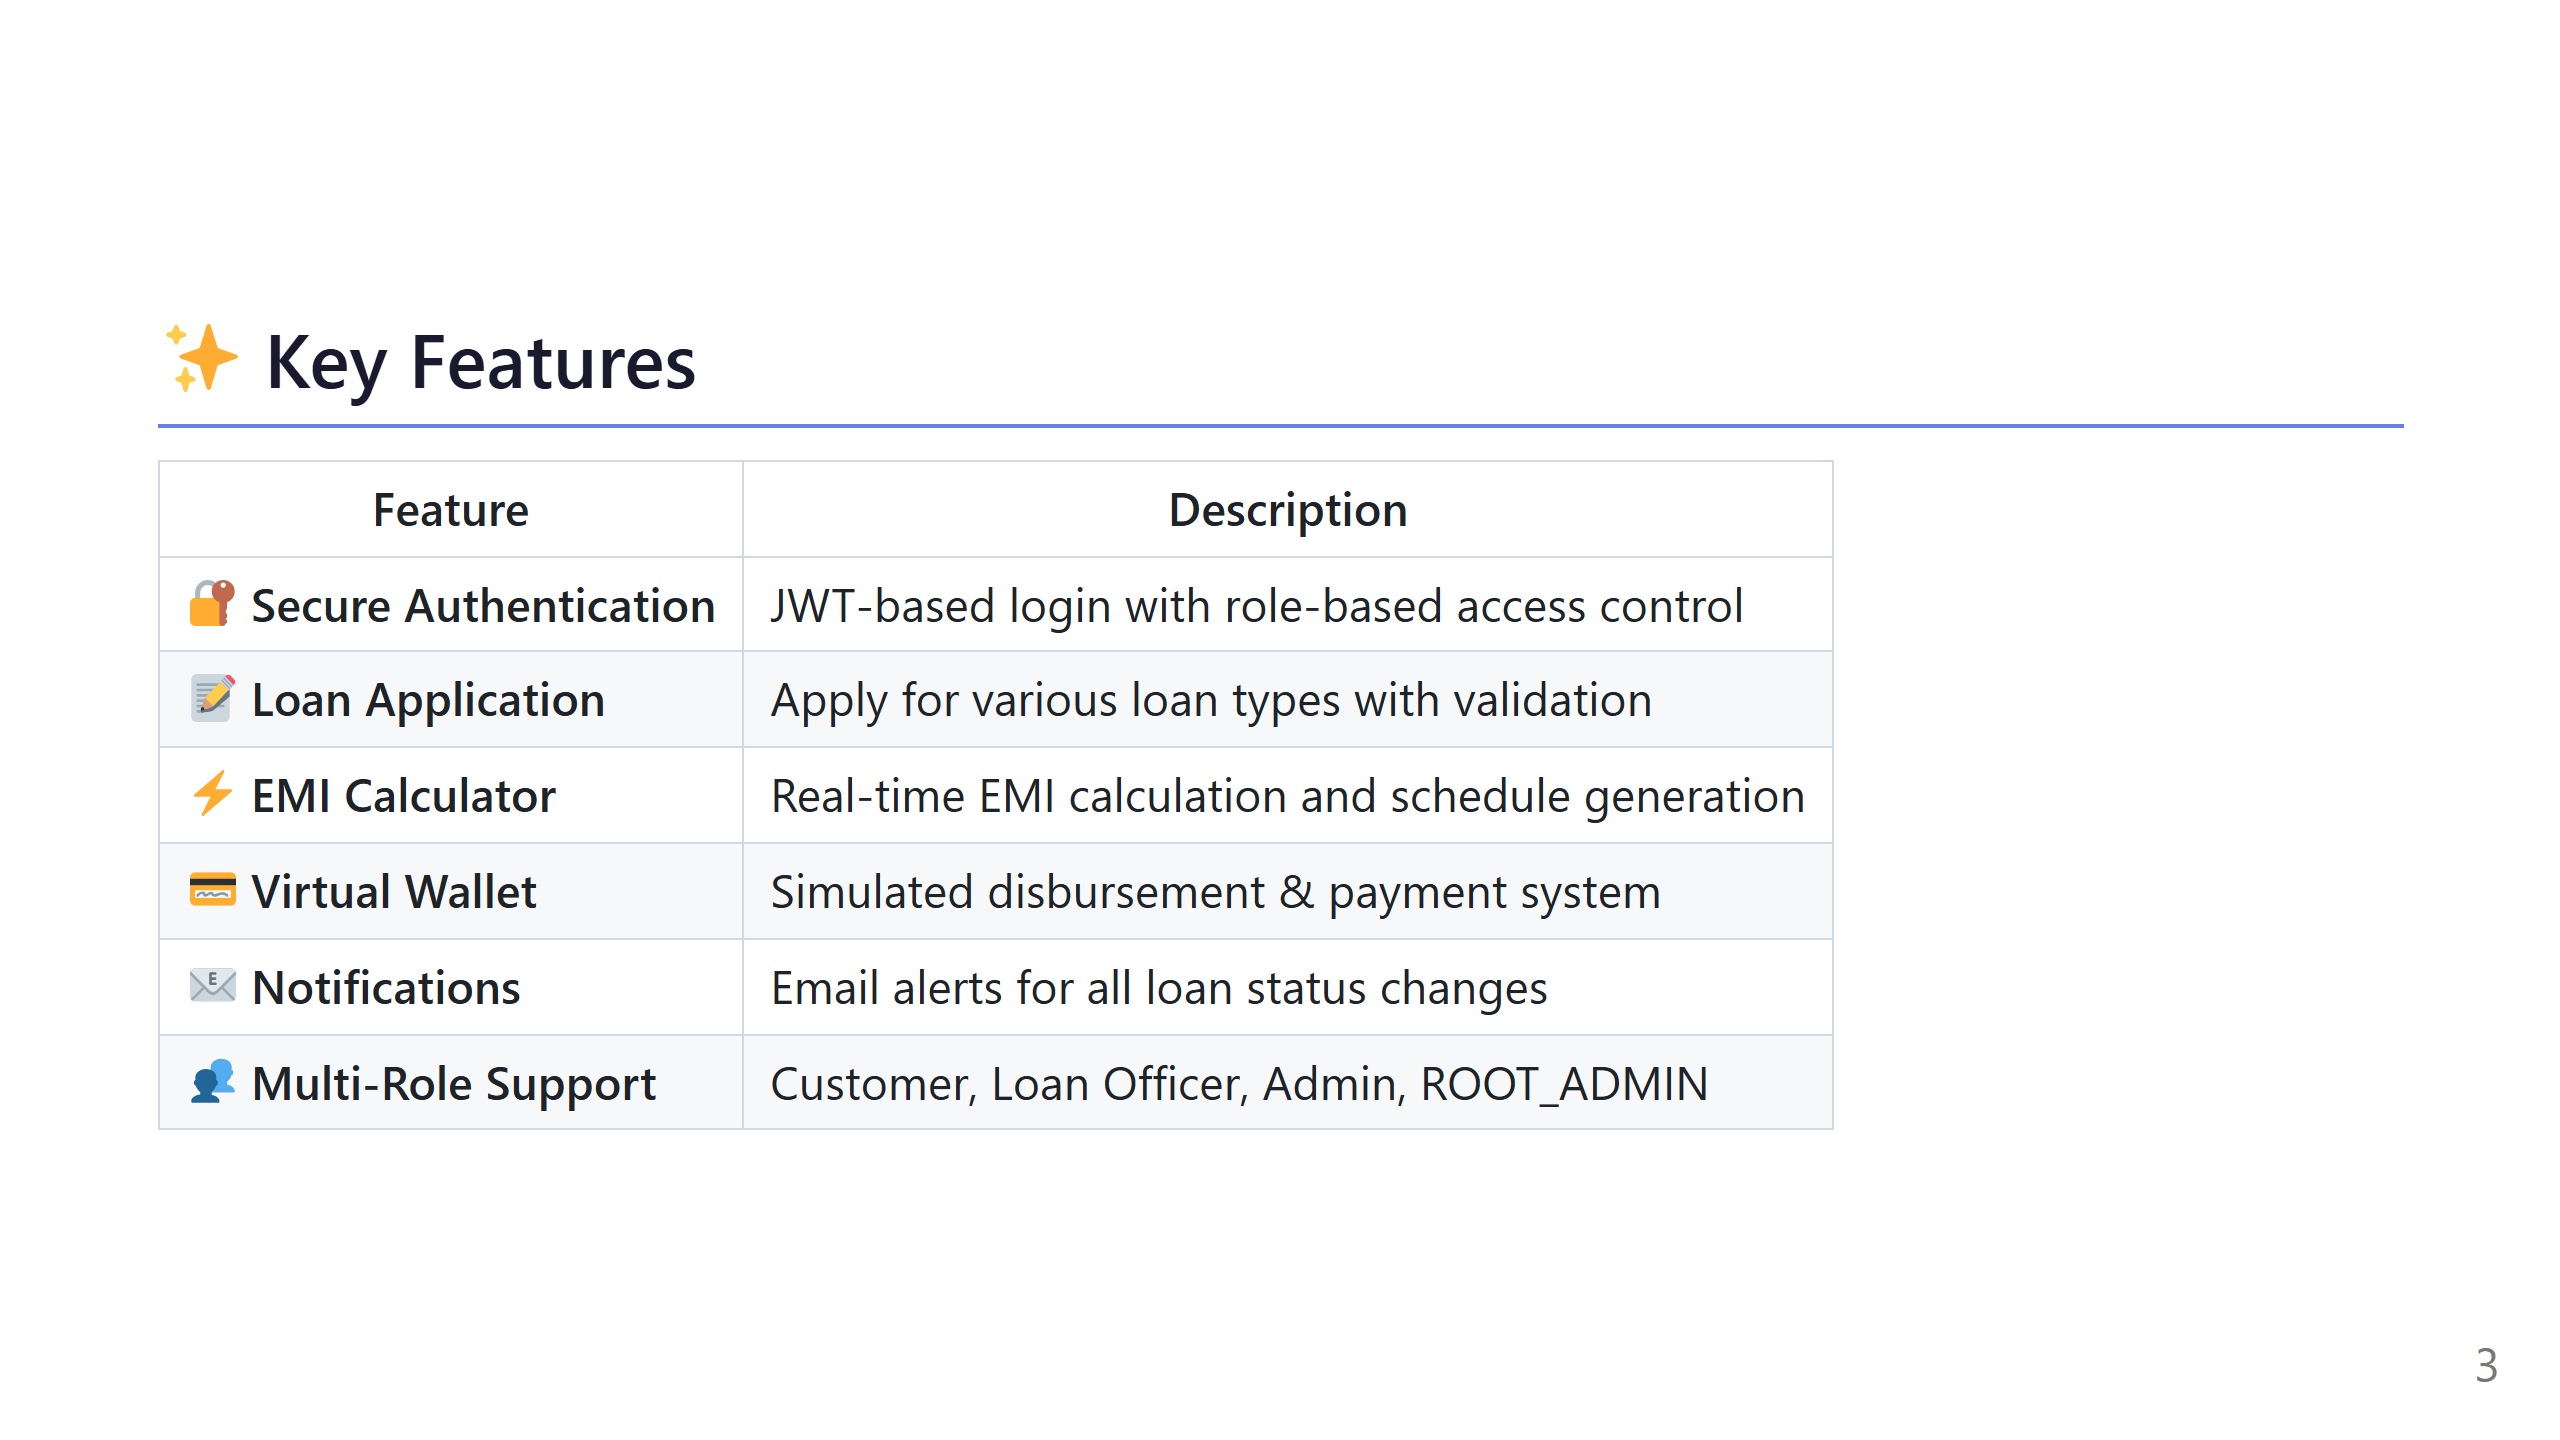 ✨ Key Features
Feature Description
🔐 Secure Authentication JWT-based login with role-based access control
📝 Loan Application Apply for various loan types with validation
⚡ EMI Calculator Real-time EMI calculation and schedule generation
💳 Virtual Wallet Simulated disbursement & payment system
📧 Notifications Email alerts for all loan status changes
👥 Multi-Role Support Customer, Loan Officer, Admin, ROOT_ADMIN
3